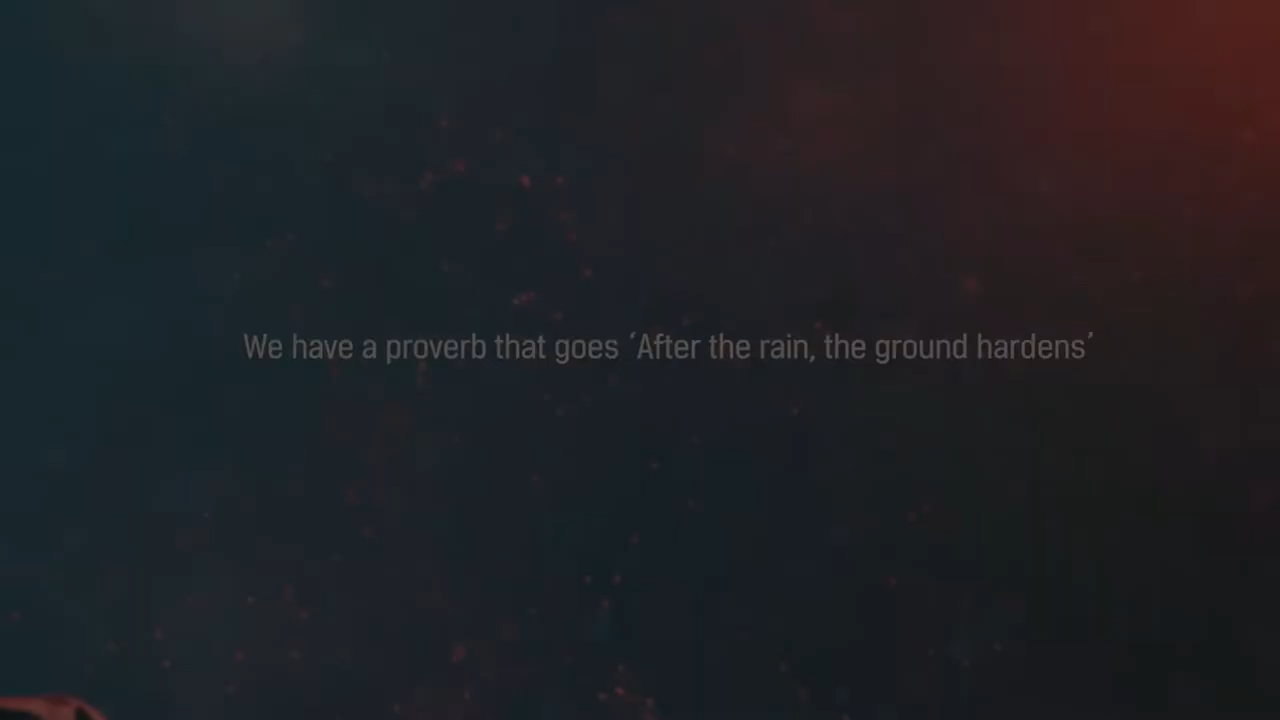 We have a proverb that goes ‘After the rain, the ground hardens’